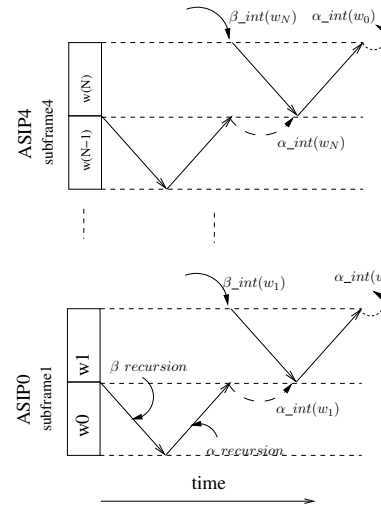 β_int(w_N)
α_int(w_0)
ASIP4
subframe4
w(N)
w(N−1)
α_int(w_N)
β_int(w_1)
α_int(w
ASIP0
subframe1
w1
w0
β recursion
α_int(w_1)
α recursion
time